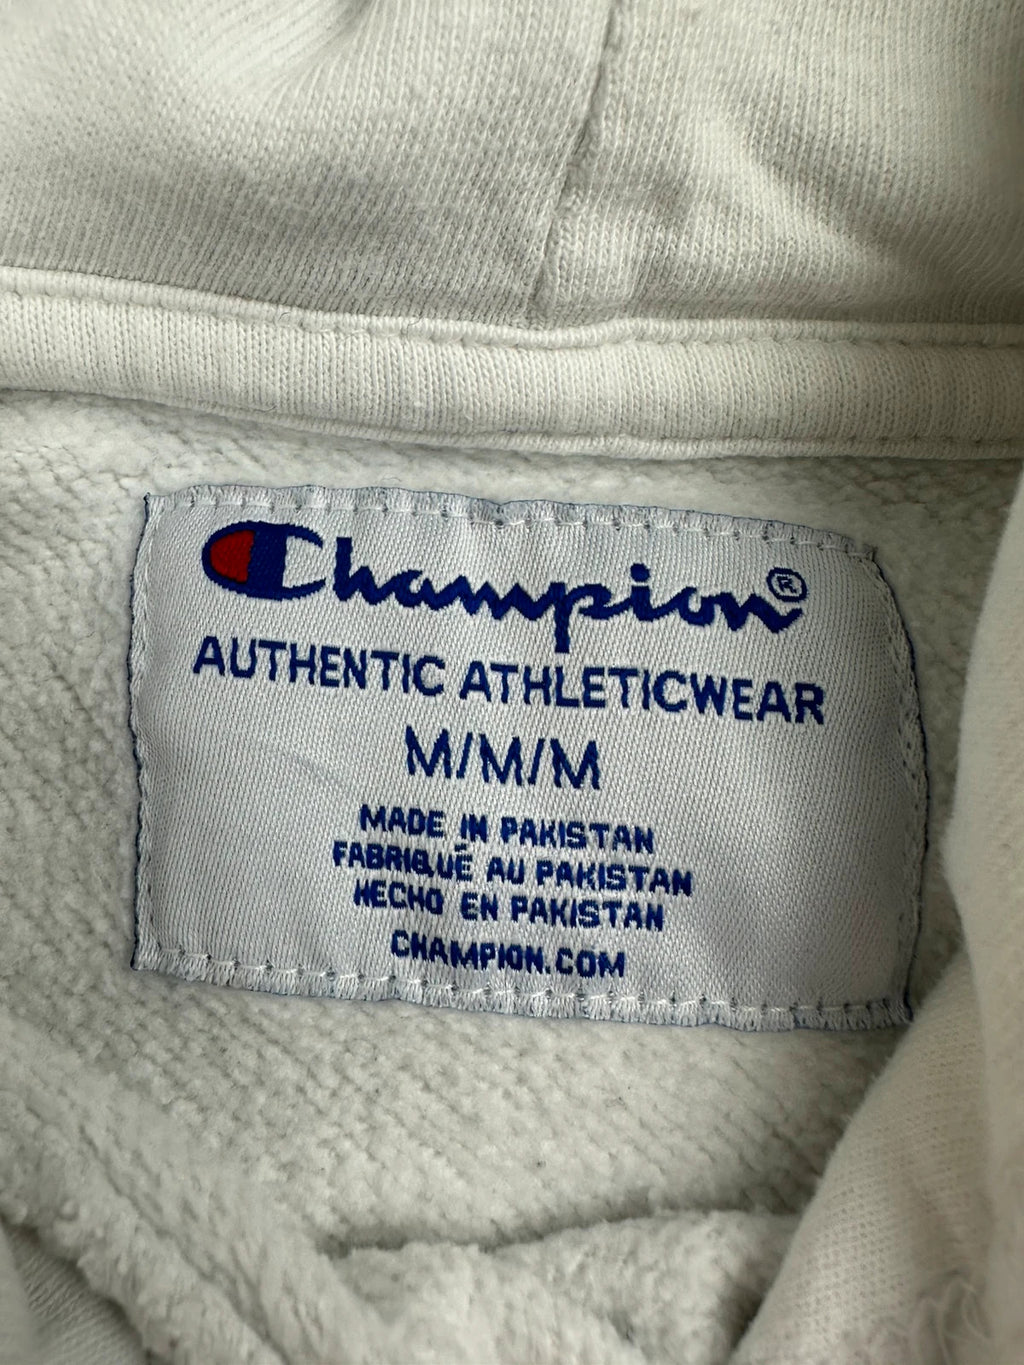 Champion®
AUTHENTIC ATHLETICWEAR
M/M/M
MADE IN PAKISTAN
FABRIQUÉ AU PAKISTAN
HECHO EN PAKISTAN
CHAMPION.COM